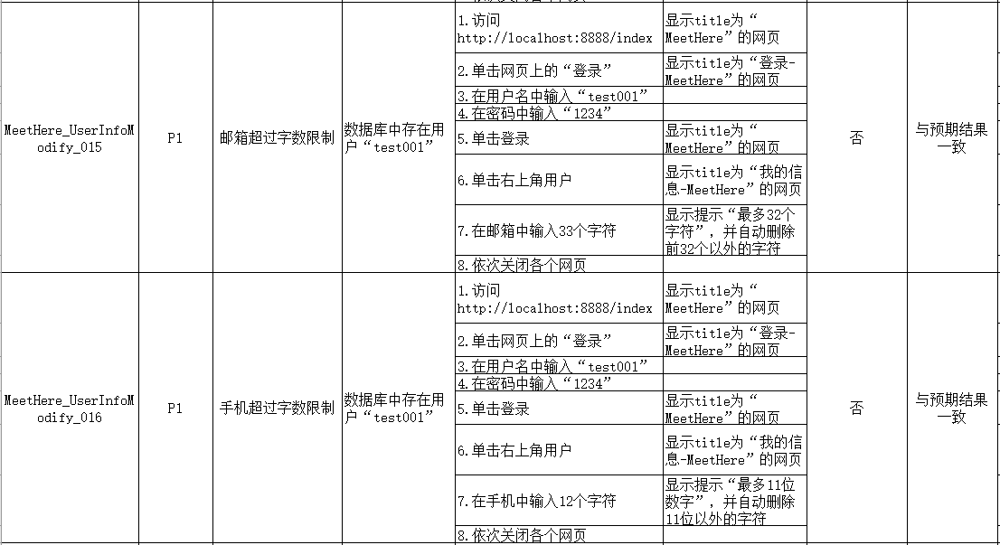 MeetHere_UserInfoM
odify_015
P1
邮箱超过字数限制
数据库中存在用
户“test001”
1.访问
http://localhost:8888/index
显示title为“
MeetHere”的网页
2.单击网页上的“登录”
显示title为“登录-
MeetHere”的网页
3.在用户名中输入“test001”
4.在密码中输入“1234”
5.单击登录
显示title为“
MeetHere”的网页
6.单击右上角用户
显示title为“我的信
息-MeetHere”的网页
7.在邮箱中输入33个字符
显示提示“最多32个
字符”，并自动删除
前32个以外的字符
8.依次关闭各个网页
否
与预期结果
一致
MeetHere_UserInfoM
odify_016
P1
手机超过字数限制
数据库中存在用
户“test001”
1.访问
http://localhost:8888/index
显示title为“
MeetHere”的网页
2.单击网页上的“登录”
显示title为“登录-
MeetHere”的网页
3.在用户名中输入“test001”
4.在密码中输入“1234”
5.单击登录
显示title为“
MeetHere”的网页
6.单击右上角用户
显示title为“我的信
息-MeetHere”的网页
7.在手机中输入12个字符
显示提示“最多11位
数字”，并自动删除
11位以外的字符
8.依次关闭各个网页
否
与预期结果
一致